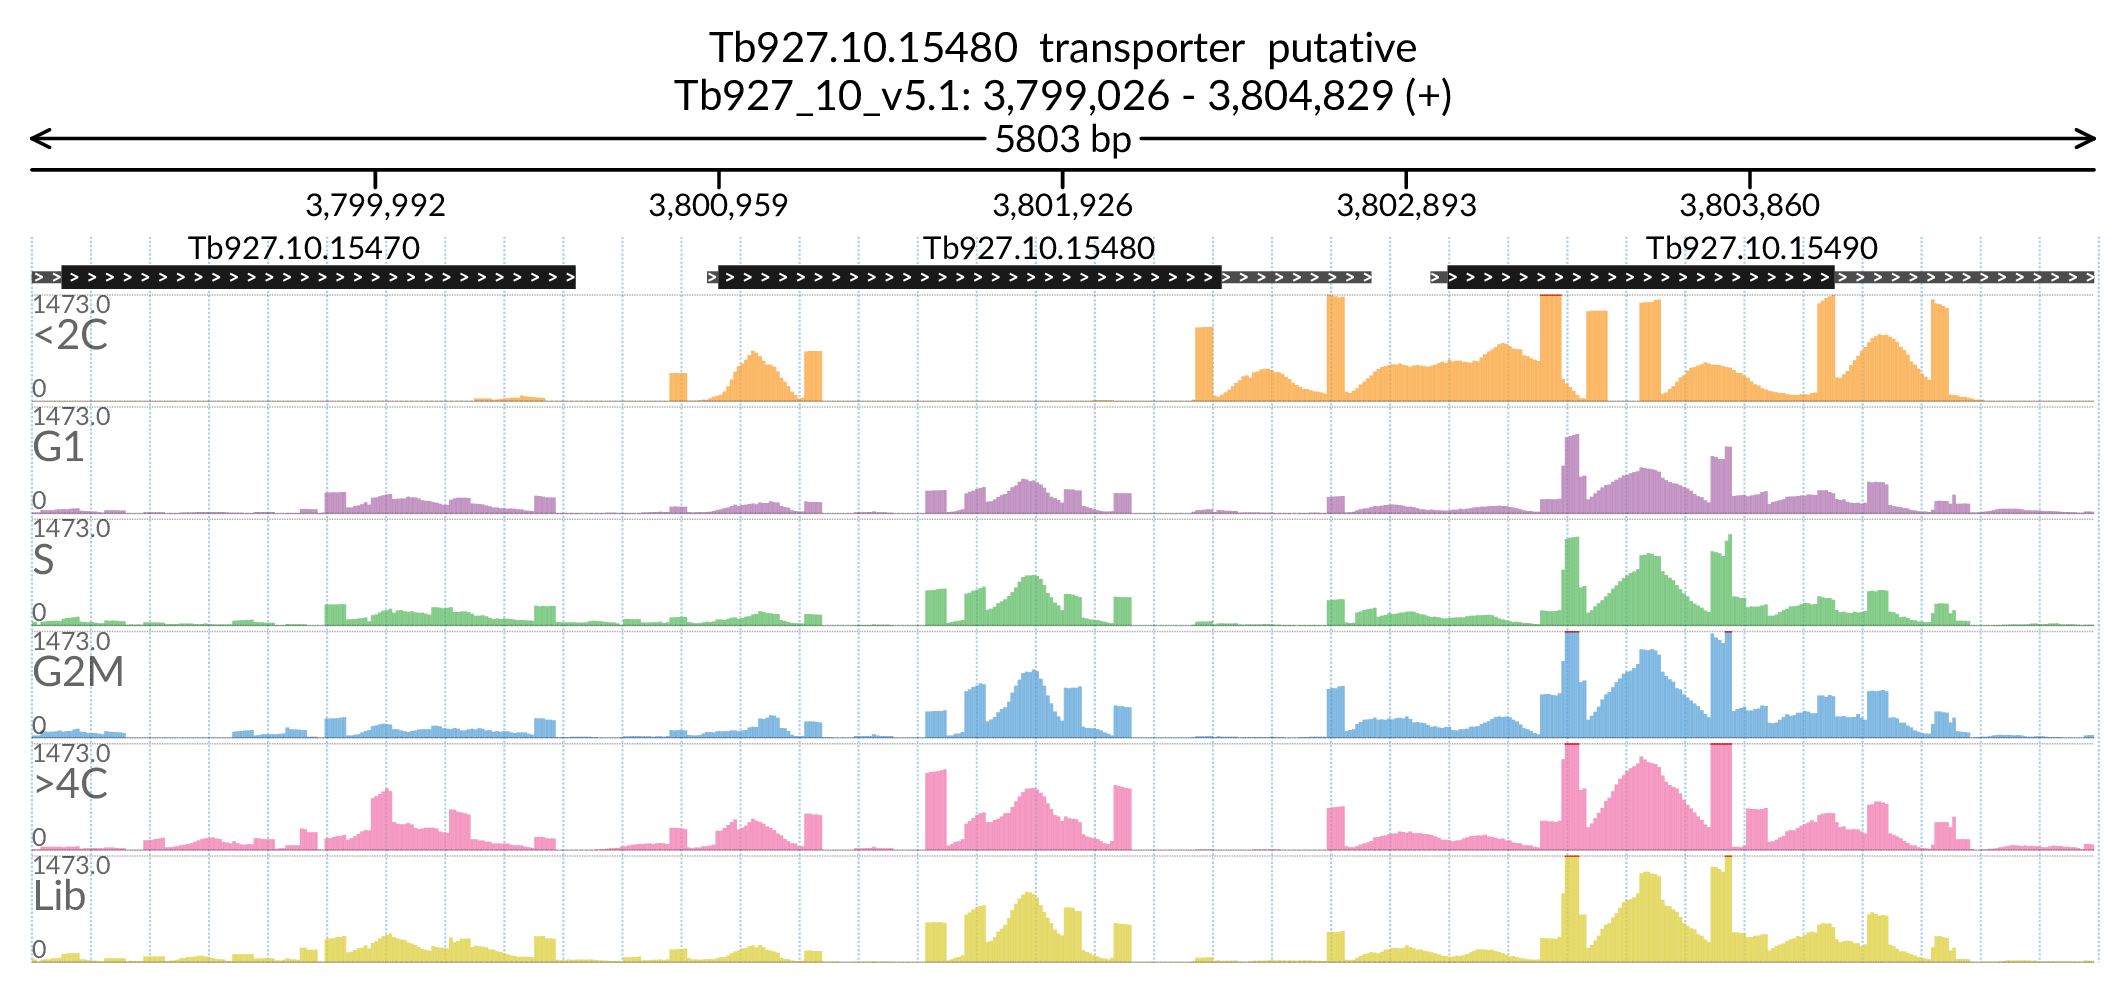 Tb927.10.15480 transporter putative
Tb927_10_v5.1: 3,799,026 - 3,804,829 (+)
5803 bp
3,799,992 3,800,959 3,801,926 3,802,893 3,803,860
Tb927.10.15470 Tb927.10.15480 Tb927.10.15490
1473.0
<2C
0
1473.0
G1
0
1473.0
S
0
1473.0
G2M
0
1473.0
>4C
0
1473.0
Lib
0